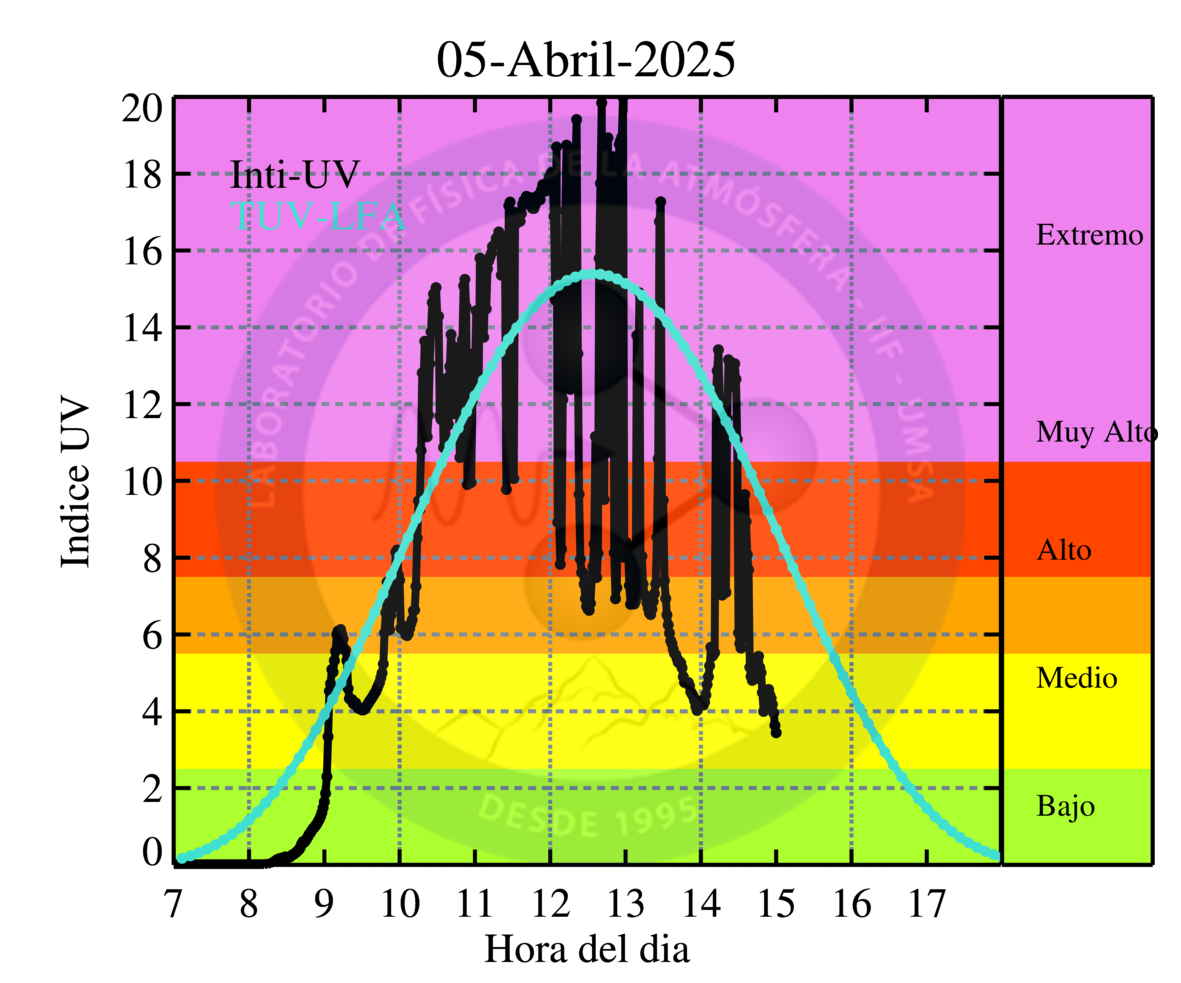 05-Abril-2025
20
18
16
14
12
10
8
6
4
2
0
Indice UV
Inti-UV
TUV-LFA
LABORATORIO DE FÍSICA DE LA ATMÓSFERA - IIF - UMSA
DESDE 1995
Extremo
Muy Alto
Alto
Medio
Bajo
7 8 9 10 11 12 13 14 15 16 17
Hora del dia